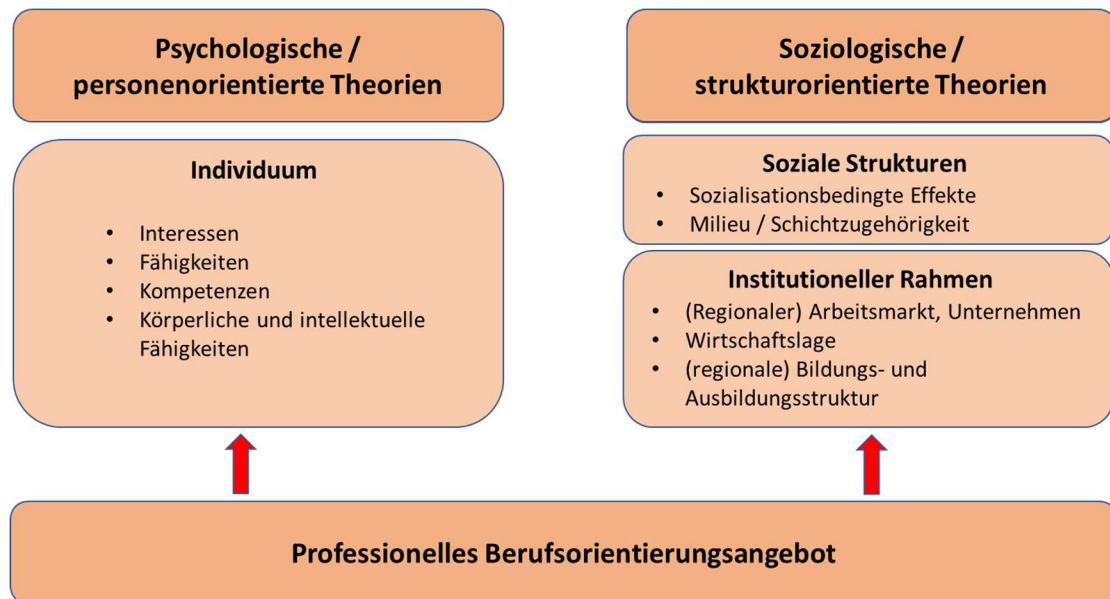 Psychologische /
personenorientierte Theorien
Individuum
• Interessen
• Fähigkeiten
• Kompetenzen
• Körperliche und intellektuelle
Fähigkeiten
Soziologische /
strukturorientierte Theorien
Soziale Strukturen
• Sozialisationsbedingte Effekte
• Milieu / Schichtzugehörigkeit
Institutioneller Rahmen
• (Regionaler) Arbeitsmarkt, Unternehmen
• Wirtschaftslage
• (regionale) Bildungs- und
Ausbildungsstruktur
Professionelles Berufsorientierungsangebot